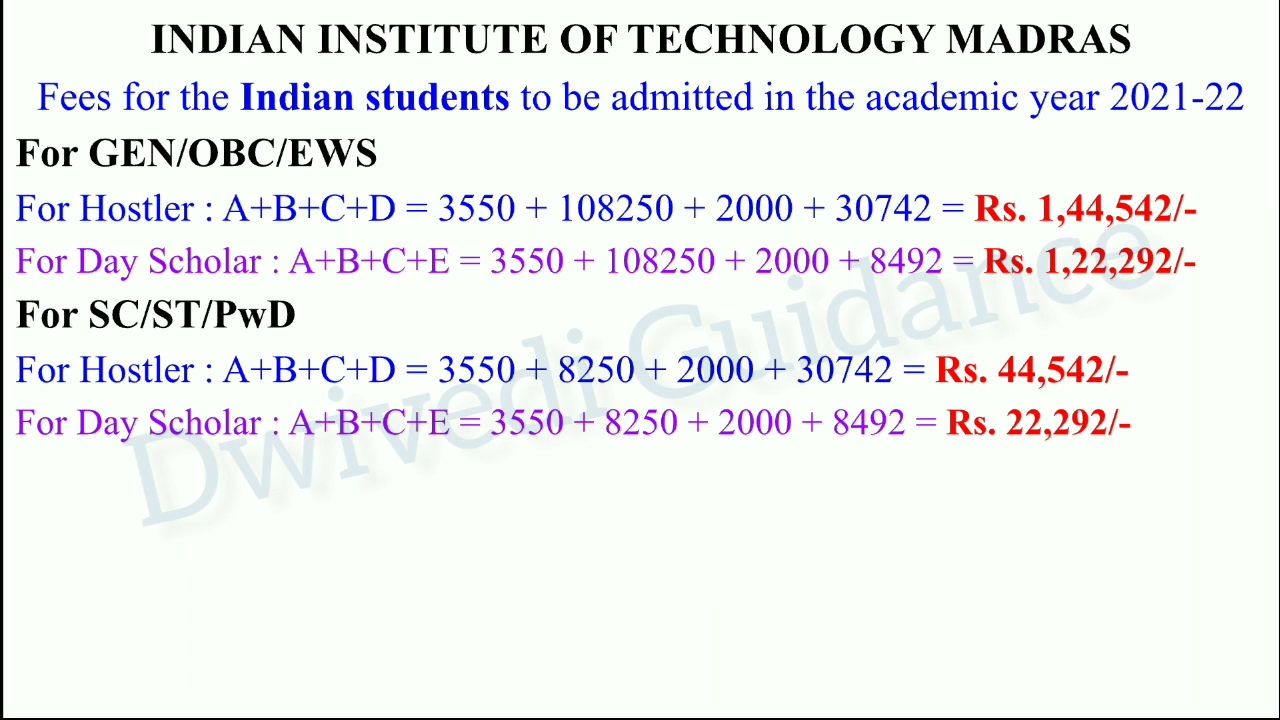 INDIAN INSTITUTE OF TECHNOLOGY MADRAS
Fees for the Indian students to be admitted in the academic year 2021-22
For GEN/OBC/EWS
For Hostler : A+B+C+D = 3550 + 108250 + 2000 + 30742 = Rs. 1,44,542/-
For Day Scholar : A+B+C+E = 3550 + 108250 + 2000 + 8492 = Rs. 1,22,292/-
For SC/ST/PwD
For Hostler : A+B+C+D = 3550 + 8250 + 2000 + 30742 = Rs. 44,542/-
For Day Scholar : A+B+C+E = 3550 + 8250 + 2000 + 8492 = Rs. 22,292/-
Dwivedi Guidance